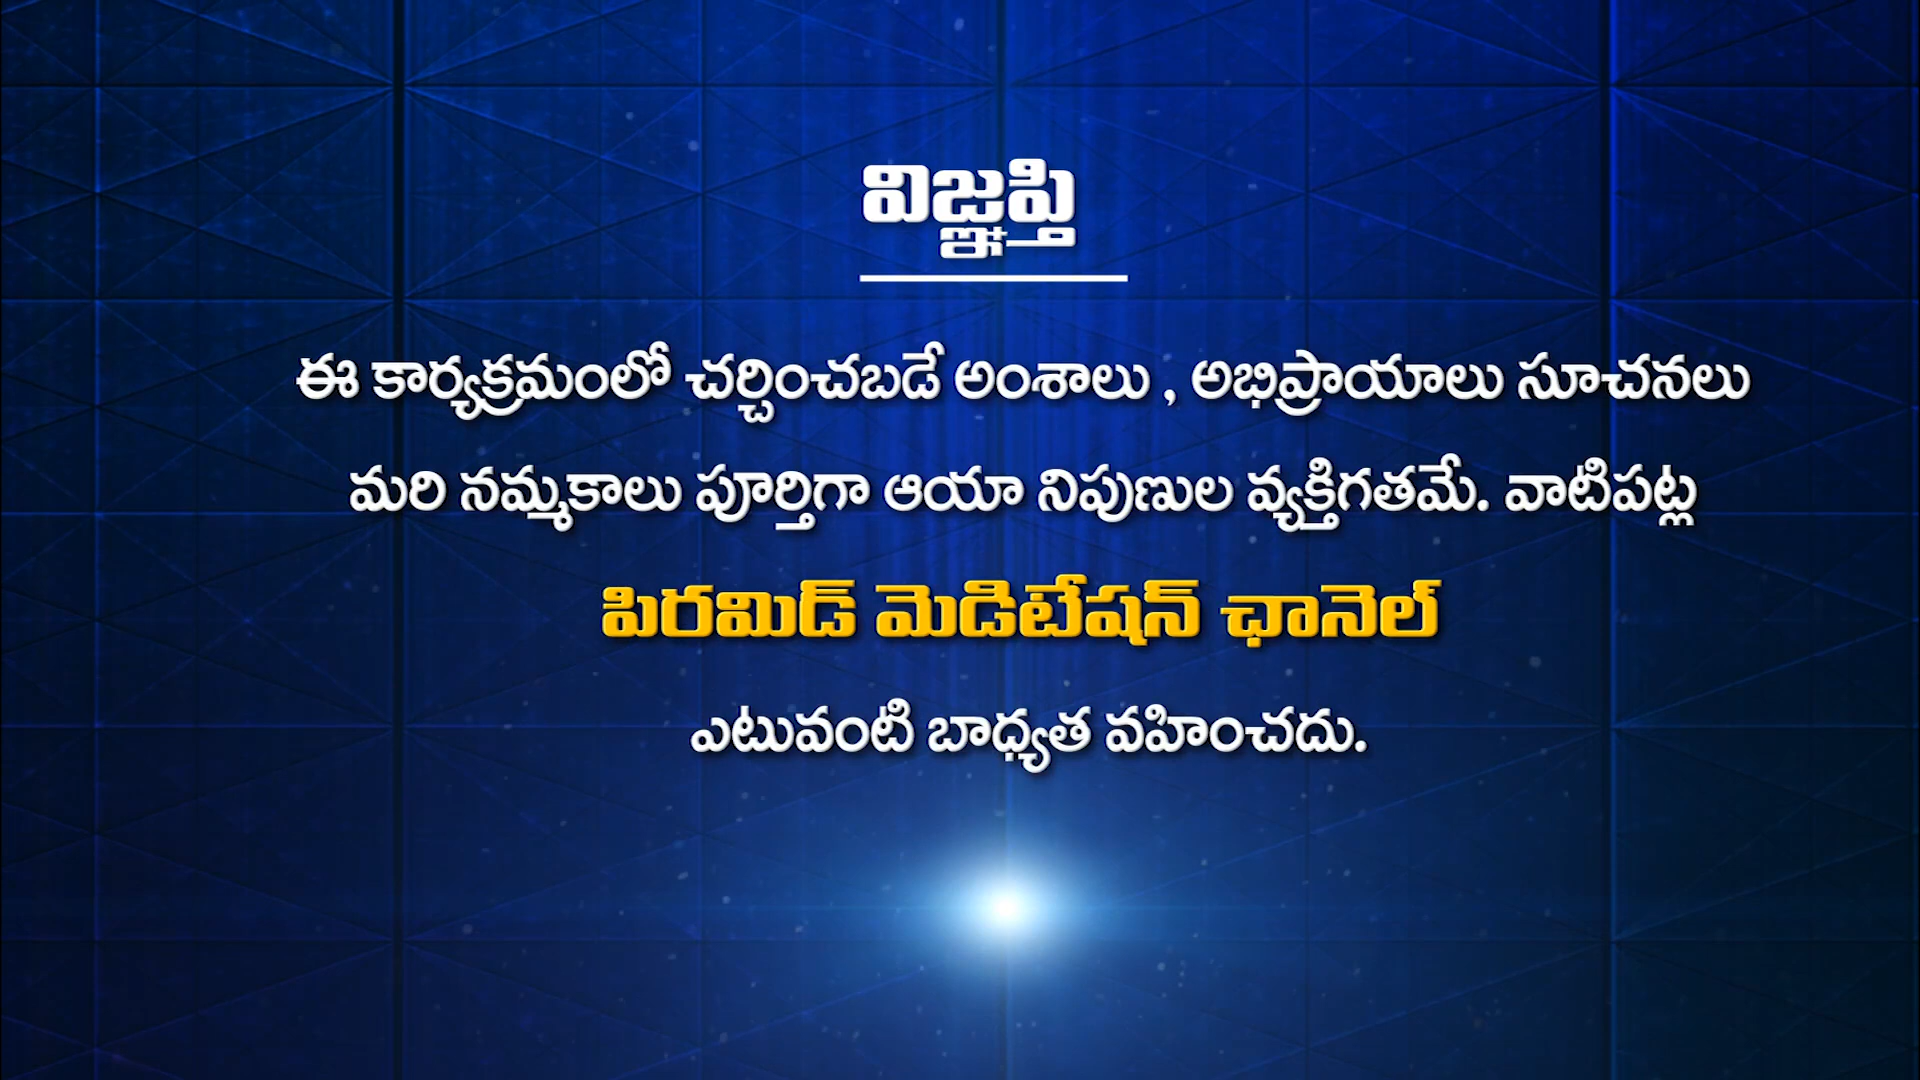 విజ్ఞప్తి
ఈ కార్యక్రమంలో చర్చించబడే అంశాలు , అభిప్రాయాలు సూచనలు
మరి నమ్మకాలు పూర్తిగా ఆయా నిపుణుల వ్యక్తిగతమే. వాటిపట్ల
పిరమిడ్ మెడిటేషన్ ఛానెల్
ఎటువంటి బాధ్యత వహించదు.